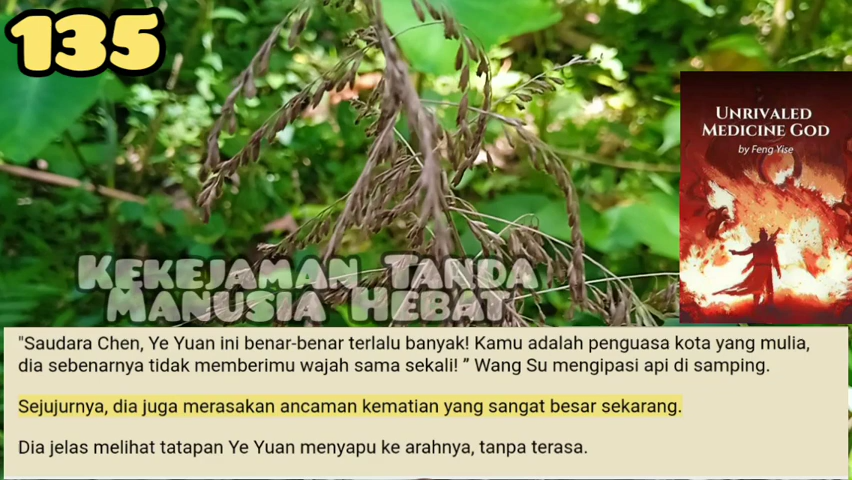 135
UNRIVALED
MEDICINE GOD
by Feng Yise
KEKEJAMAN TANDA
MANUSIA HEBAT
"Saudara Chen, Ye Yuan ini benar-benar terlalu banyak! Kamu adalah penguasa kota yang mulia,
dia sebenarnya tidak memberimu wajah sama sekali! ” Wang Su mengipasi api di samping.
Sejujurnya, dia juga merasakan ancaman kematian yang sangat besar sekarang.
Dia jelas melihat tatapan Ye Yuan menyapu ke arahnya, tanpa terasa.